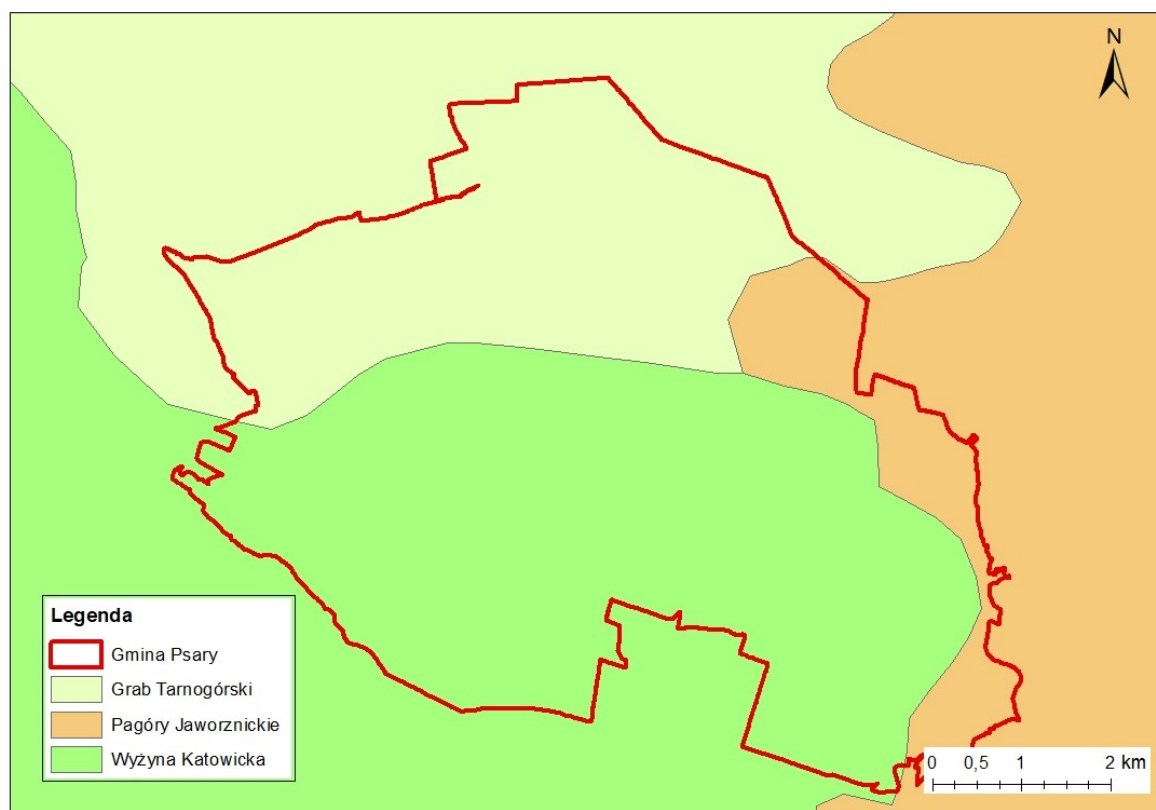 N
Legenda
Gmina Psary
Grab Tarnogórski
Pagóry Jaworznickie
Wyżyna Katowicka
0 0,5 1 2 km